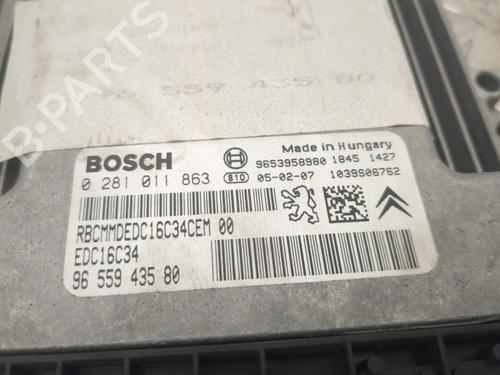 96 559 435 80
B-PARTS
BOSCH
Made in Hungary
9653958980 1845 1427
0 281 011 863 810 05-02-07 1039S06762
RBCMMDEDC16C34CEM 00
EDC16C34
96 559 435 80